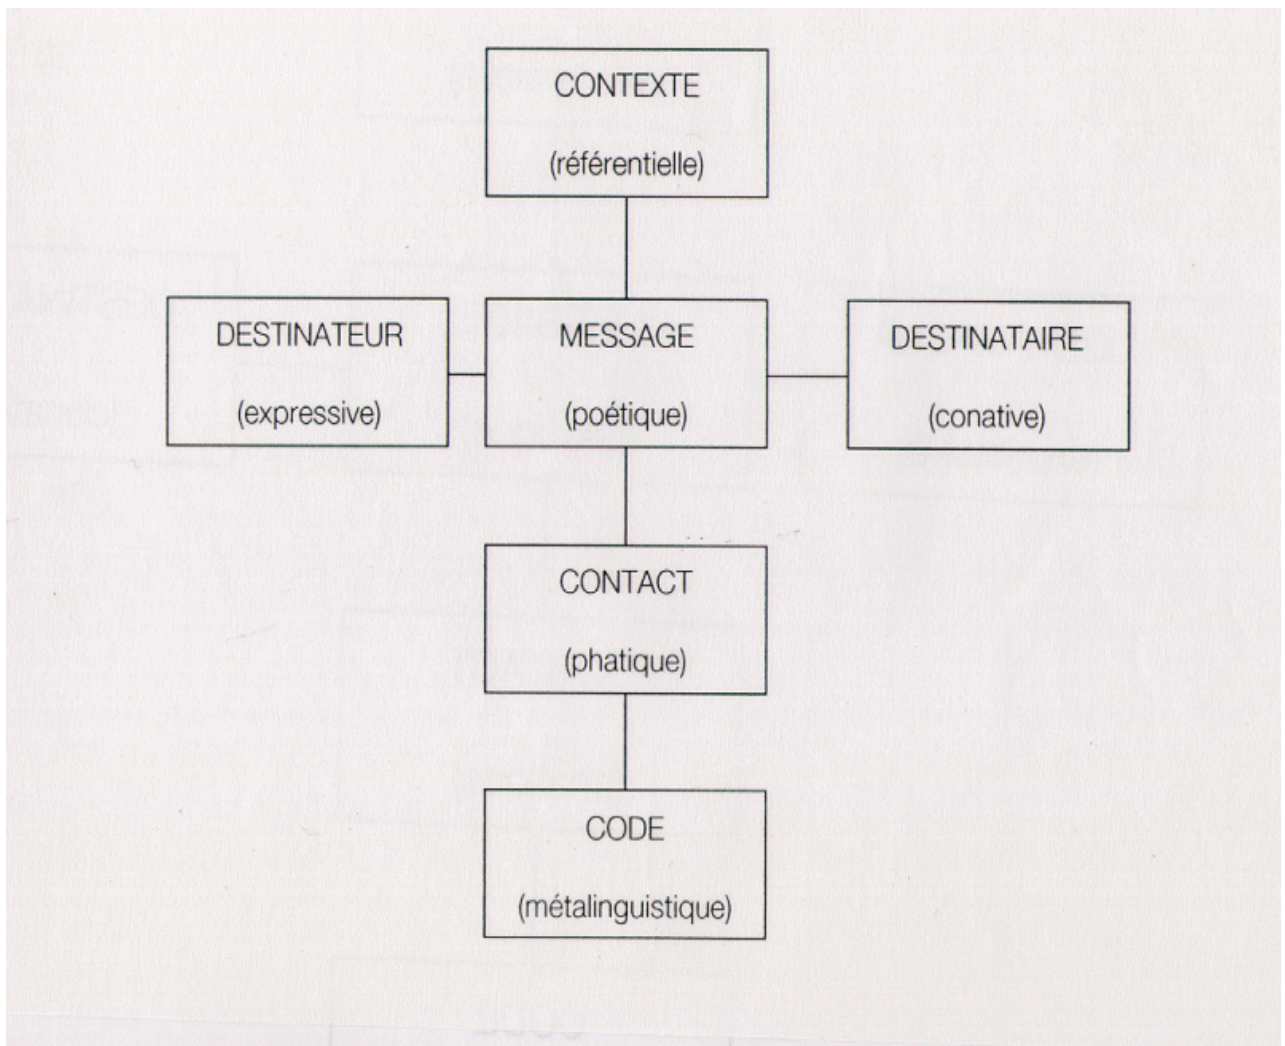 CONTEXTE
(référentielle)
DESTINATEUR
(expressive)
MESSAGE
(poétique)
DESTINATAIRE
(conative)
CONTACT
(phatique)
CODE
(métalinguistique)